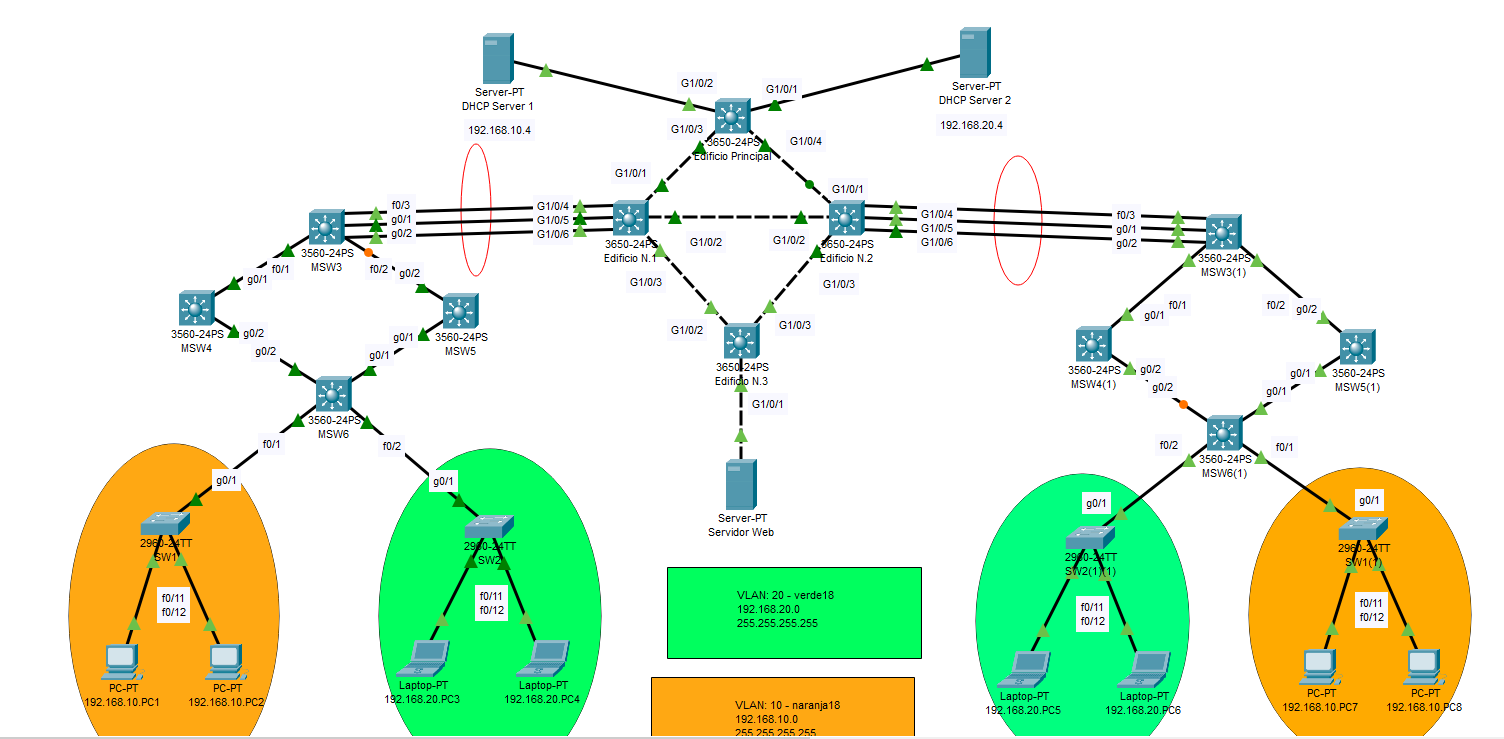 Server-PT
DHCP Server 1
192.168.10.4
Server-PT
DHCP Server 2
192.168.20.4
G1/0/2
G1/0/1
G1/0/3
G1/0/4
3650-24PS
Edificio Principal
G1/0/1
G1/0/1
f0/3
g0/1
g0/2
G1/0/4
G1/0/5
G1/0/6
G1/0/4
G1/0/5
G1/0/6
f0/3
g0/1
g0/2
3560-24PS
MSW3
3650-24PS
Edificio N.1
G1/0/2
G1/0/2
3650-24PS
Edificio N.2
3560-24PS
MSW3(1)
f0/1
g0/1
f0/2
g0/2
G1/0/3
G1/0/3
f0/1
g0/1
f0/2
g0/2
3560-24PS
MSW4
g0/2
g0/2
g0/1
g0/1
3560-24PS
MSW5
G1/0/2
G1/0/3
3650-24PS
Edificio N.3
G1/0/1
3560-24PS
MSW4(1)
g0/2
g0/2
g0/1
g0/1
3560-24PS
MSW5(1)
3560-24PS
MSW6
f0/1
f0/2
g0/1
g0/1
3560-24PS
MSW6(1)
f0/2
f0/1
g0/1
g0/1
Server-PT
Servidor Web
2960-24TT
SW1
2960-24TT
SW2
2960-24TT
SW2(1)(1)
2960-24TT
SW1(1)
f0/11
f0/12
f0/11
f0/12
f0/11
f0/12
f0/11
f0/12
VLAN: 20 - verde18
192.168.20.0
255.255.255.255
PC-PT
192.168.10.PC1
PC-PT
192.168.10.PC2
Laptop-PT
192.168.20.PC3
Laptop-PT
192.168.20.PC4
Laptop-PT
192.168.20.PC5
Laptop-PT
192.168.20.PC6
PC-PT
192.168.10.PC7
PC-PT
192.168.10.PC8
VLAN: 10 - naranja18
192.168.10.0
255.255.255.255